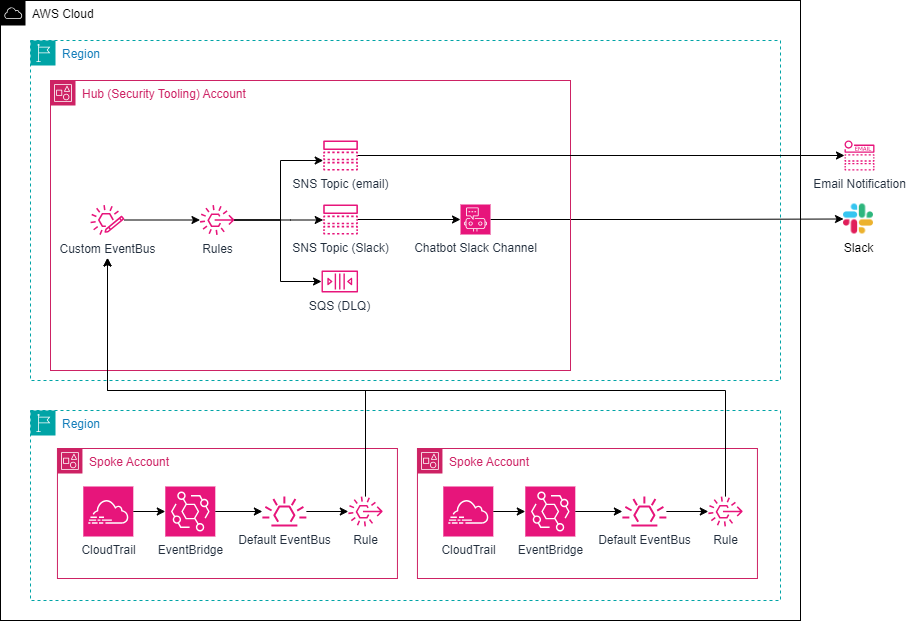 AWS Cloud
Region
Hub (Security Tooling) Account
EMAIL
SNS Topic (email)
Email Notification
Custom EventBus
Rules
SNS Topic (Slack)
Chatbot Slack Channel
Slack
SQS (DLQ)
Region
Spoke Account
Spoke Account
CloudTrail
EventBridge
Default EventBus
Rule
CloudTrail
EventBridge
Default EventBus
Rule